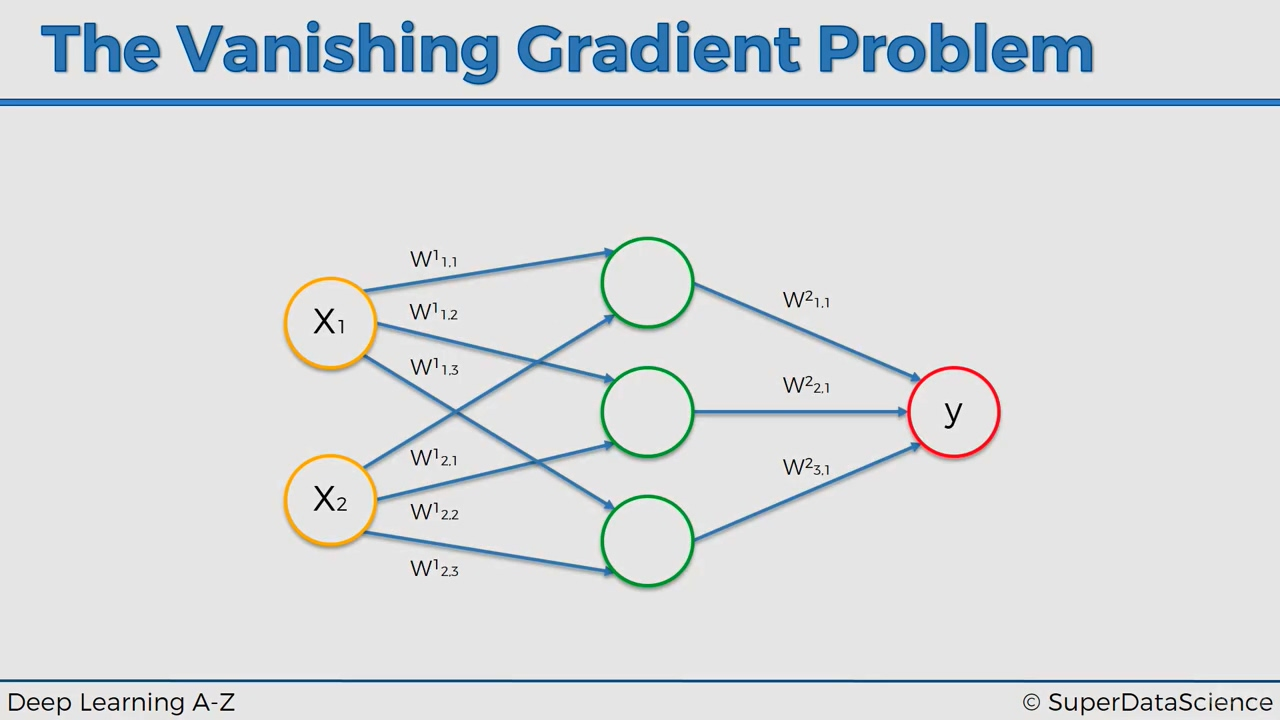 The Vanishing Gradient Problem
W¹1,1
W¹1,2
W¹1,3
X1
X2
W¹2,1
W¹2,2
W¹2,3
W²1,1
W²2,1
W²3,1
y
Deep Learning A-Z
© SuperDataScience